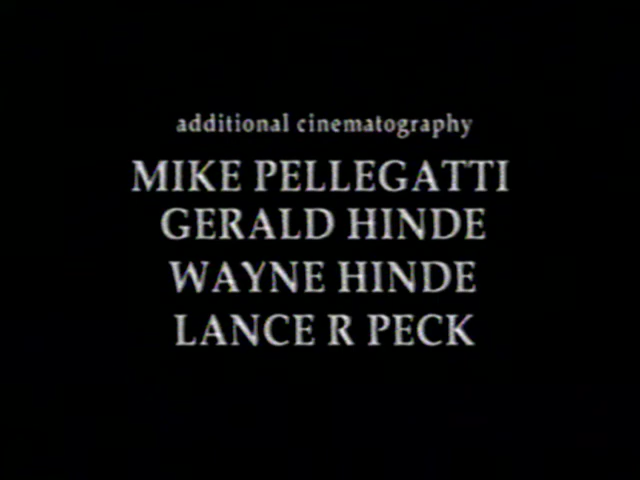 additional cinematography
MIKE PELLEGATTI
GERALD HINDE
WAYNE HINDE
LANCE R PECK